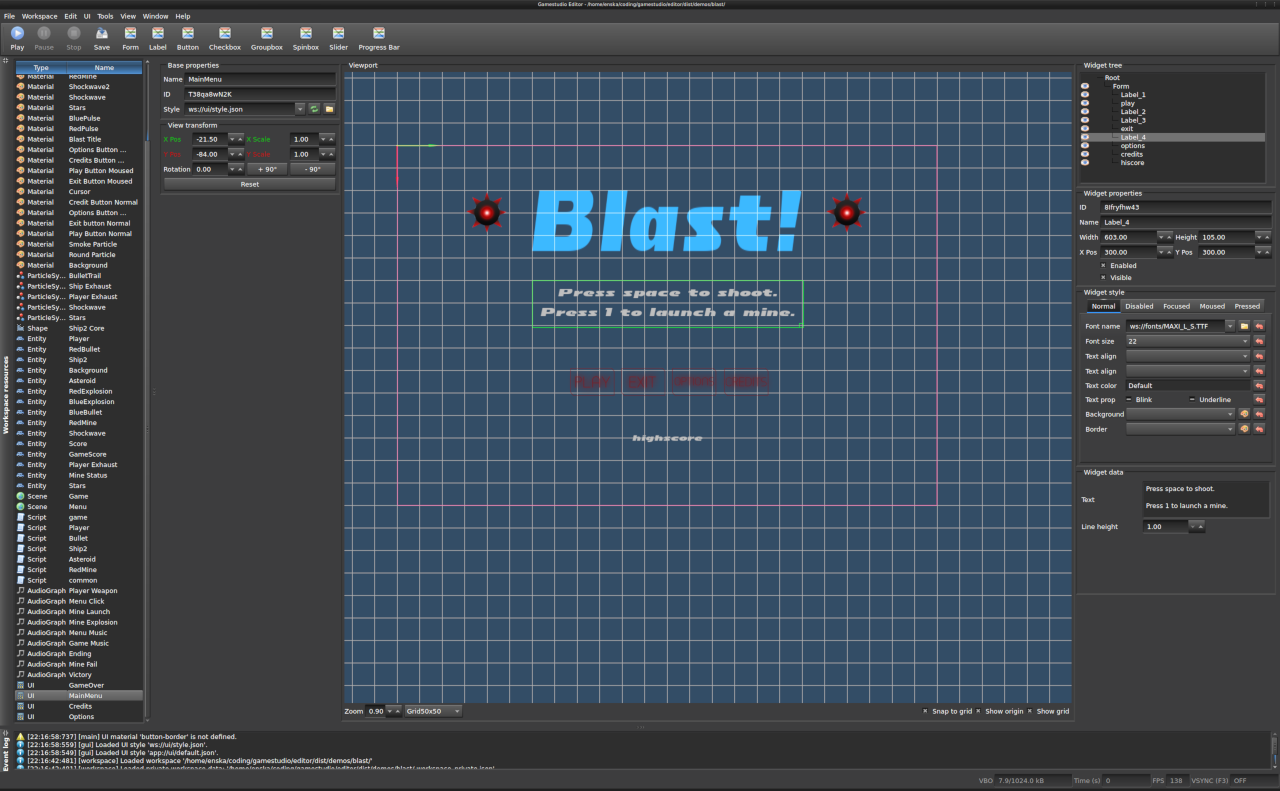 Gamestudio Editor - /home/enska/coding/gamestudio/editor/dist/demos/blast/
File Workspace Edit UI Tools View Window Help
Play Pause Stop Save Form Label Button Checkbox Groupbox Spinbox Slider Progress Bar
Workspace resources
Type Name
Material RedMine
Material Shockwave2
Material Shockwave
Material Stars
Material BluePulse
Material RedPulse
Material Blast Title
Material Options Button ...
Material Credits Button ...
Material Play Button Moused
Material Exit Button Moused
Material Cursor
Material Credit Button Normal
Material Options Button ...
Material Exit button Normal
Material Play Button Normal
Material Smoke Particle
Material Round Particle
Material Background
ParticleSy... BulletTrail
ParticleSy... Ship Exhaust
ParticleSy... Player Exhaust
ParticleSy... Shockwave
ParticleSy... Stars
Shape Ship2 Core
Entity Player
Entity RedBullet
Entity Ship2
Entity Background
Entity Asteroid
Entity RedExplosion
Entity BlueExplosion
Entity BlueBullet
Entity RedMine
Entity Shockwave
Entity Score
Entity GameScore
Entity Player Exhaust
Entity Mine Status
Entity Stars
Scene Game
Scene Menu
Script game
Script Player
Script Bullet
Script Ship2
Script Asteroid
Script RedMine
Script common
AudioGraph Player Weapon
AudioGraph Menu Click
AudioGraph Mine Launch
AudioGraph Mine Explosion
AudioGraph Menu Music
AudioGraph Game Music
AudioGraph Ending
AudioGraph Mine Fail
AudioGraph Victory
UI GameOver
UI MainMenu
UI Credits
UI Options
Base properties
Name MainMenu
ID T38qa8wN2K
Style ws://ui/style.json
View transform
X Pos -21.50 X Scale 1.00
Y Pos -84.00 Y Scale 1.00
Rotation 0.00 + 90° - 90°
Reset
Viewport
Blast!
Press space to shoot.
Press 1 to launch a mine.
PLAY EXIT OPTIONS CREDITS
highscore
Zoom 0.90 Grid50x50 Snap to grid Show origin Show grid
Widget tree
Root
Form
Label_1
play
Label_2
Label_3
exit
Label_4
options
credits
hiscore
Widget properties
ID 8lfryfhw43
Name Label_4
Width 603.00 Height 105.00
X Pos 300.00 Y Pos 300.00
Enabled
Visible
Widget style
Normal Disabled Focused Moused Pressed
Font name ws://fonts/MAXI_L_S.TTF
Font size 22
Text align
Text align
Text color Default
Text prop Blink Underline
Background
Border
Widget data
Text Press space to shoot.
Press 1 to launch a mine.
Line height 1.00
Event log
[22:16:58:737] [main] UI material 'button-border' is not defined.
[22:16:58:559] [gui] Loaded UI style 'ws://ui/style.json'.
[22:16:58:549] [gui] Loaded UI style 'app://ui/default.json'.
[22:16:42:481] [workspace] Loaded workspace '/home/enska/coding/gamestudio/editor/dist/demos/blast/'
[22:16:42:481] [workspace] Loaded private workspace data: '/home/enska/coding/gamestudio/editor/dist/demos/blast/.workspace_private.json'
VBO 7.9/1024.0 kB Time (s) 0 FPS 138 VSYNC (F3) OFF